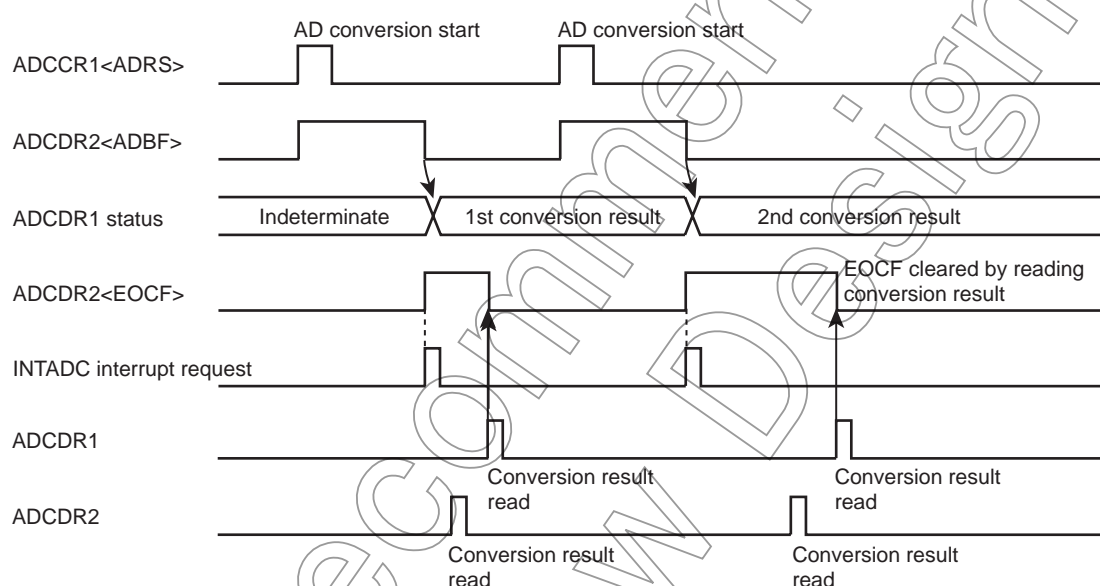 AD conversion start
AD conversion start
ADCCR1<ADRS>
ADCDR2<ADBF>
ADCDR1 status
Indeterminate
1st conversion result
2nd conversion result
ADCDR2<EOCF>
EOCF cleared by reading
conversion result
INTADC interrupt request
ADCDR1
Conversion result
read
Conversion result
read
ADCDR2
Conversion result
read
Conversion result
read